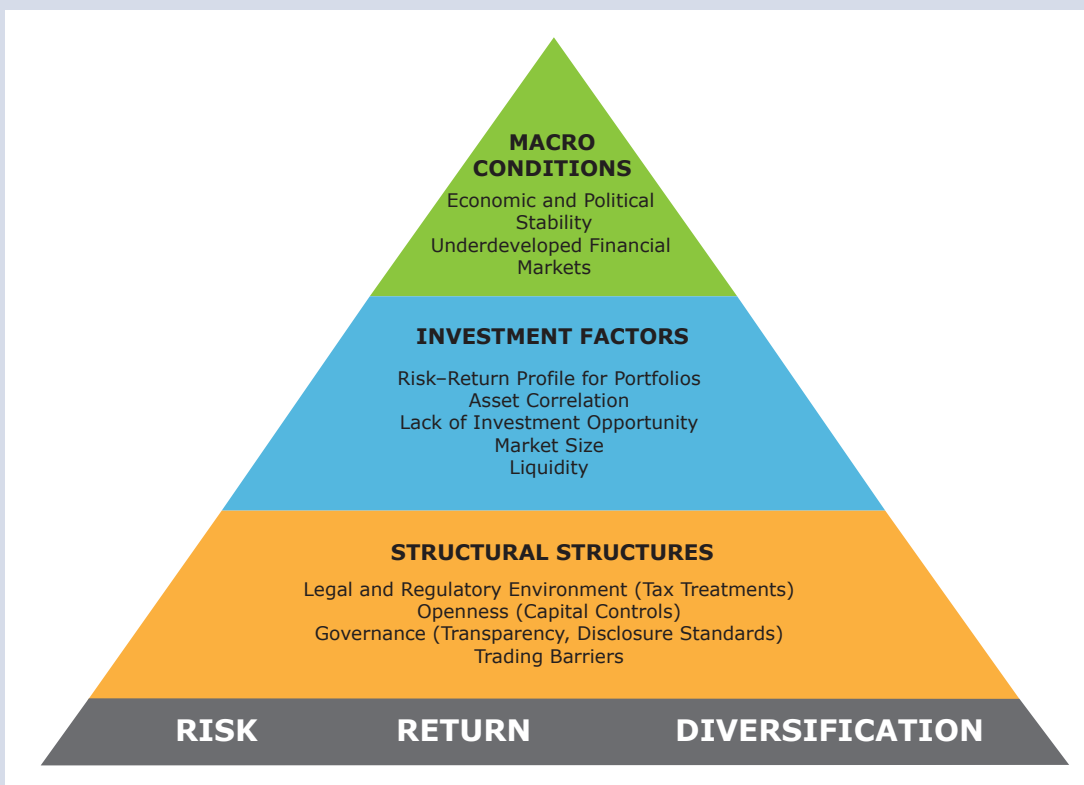 MACRO
CONDITIONS
Economic and Political
Stability
Underdeveloped Financial
Markets
INVESTMENT FACTORS
Risk–Return Profile for Portfolios
Asset Correlation
Lack of Investment Opportunity
Market Size
Liquidity
STRUCTURAL STRUCTURES
Legal and Regulatory Environment (Tax Treatments)
Openness (Capital Controls)
Governance (Transparency, Disclosure Standards)
Trading Barriers
RISK RETURN DIVERSIFICATION